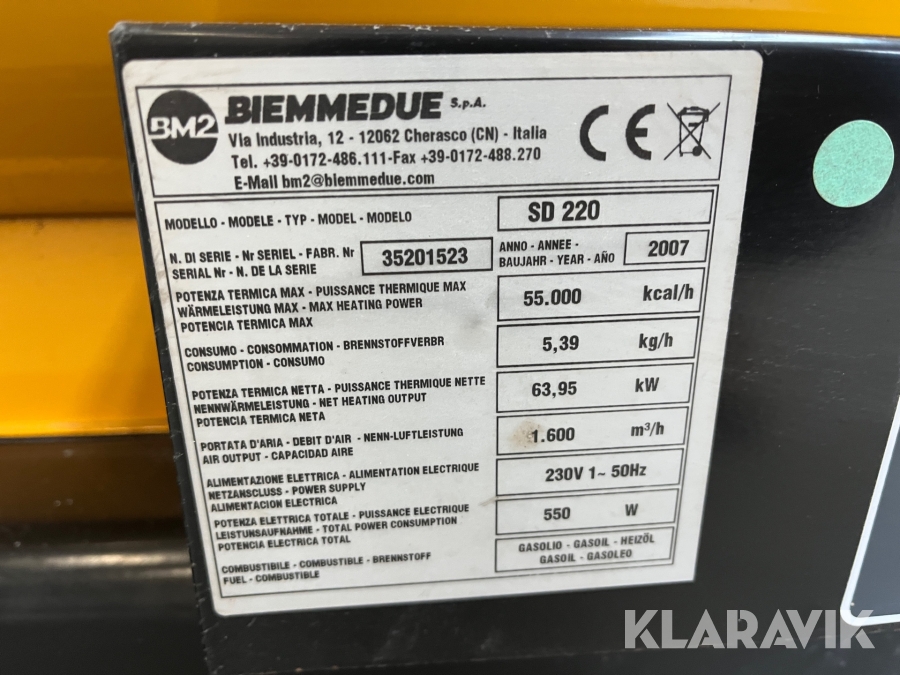 BM2
BIEMMEDUE S.p.A.
Via Industria, 12 - 12062 Cherasco (CN) - Italia
Tel. +39-0172-486.111-Fax +39-0172-488.270
E-Mail bm2@biemmedue.com
CE
MODELLO - MODELE - TYP - MODEL - MODELO
SD 220
N. DI SERIE - Nr SERIEL - FABR. Nr
SERIAL Nr - N. DE LA SERIE
35201523
ANNO - ANNEE -
BAUJAHR - YEAR - AÑO
2007
POTENZA TERMICA MAX - PUISSANCE THERMIQUE MAX
WÄRMELEISTUNG MAX - MAX HEATING POWER
POTENCIA TERMICA MAX
55.000 kcal/h
CONSUMO - CONSOMMATION - BRENNSTOFFVERBR
CONSUMPTION - CONSUMO
5,39 kg/h
POTENZA TERMICA NETTA - PUISSANCE THERMIQUE NETTE
NENNWÄRMELEISTUNG - NET HEATING OUTPUT
POTENCIA TERMICA NETA
63,95 kW
PORTATA D'ARIA - DEBIT D'AIR - NENN-LUFTLEISTUNG
AIR OUTPUT - CAPACIDAD AIRE
1.600 m³/h
ALIMENTAZIONE ELETTRICA - ALIMENTATION ELECTRIQUE
NETZANSCLUSS - POWER SUPPLY
ALIMENTACION ELECTRICA
230V 1~ 50Hz
POTENZA ELETTRICA TOTALE - PUISSANCE ELECTRIQUE
LEISTUNSAUFNAHME - TOTAL POWER CONSUMPTION
POTENCIA ELECTRICA TOTAL
550 W
COMBUSTIBILE - COMBUSTIBLE - BRENNSTOFF
FUEL - COMBUSTIBLE
GASOLIO - GASOIL - HEIZÖL
GASOIL - GASOLEO
KLARAVIK